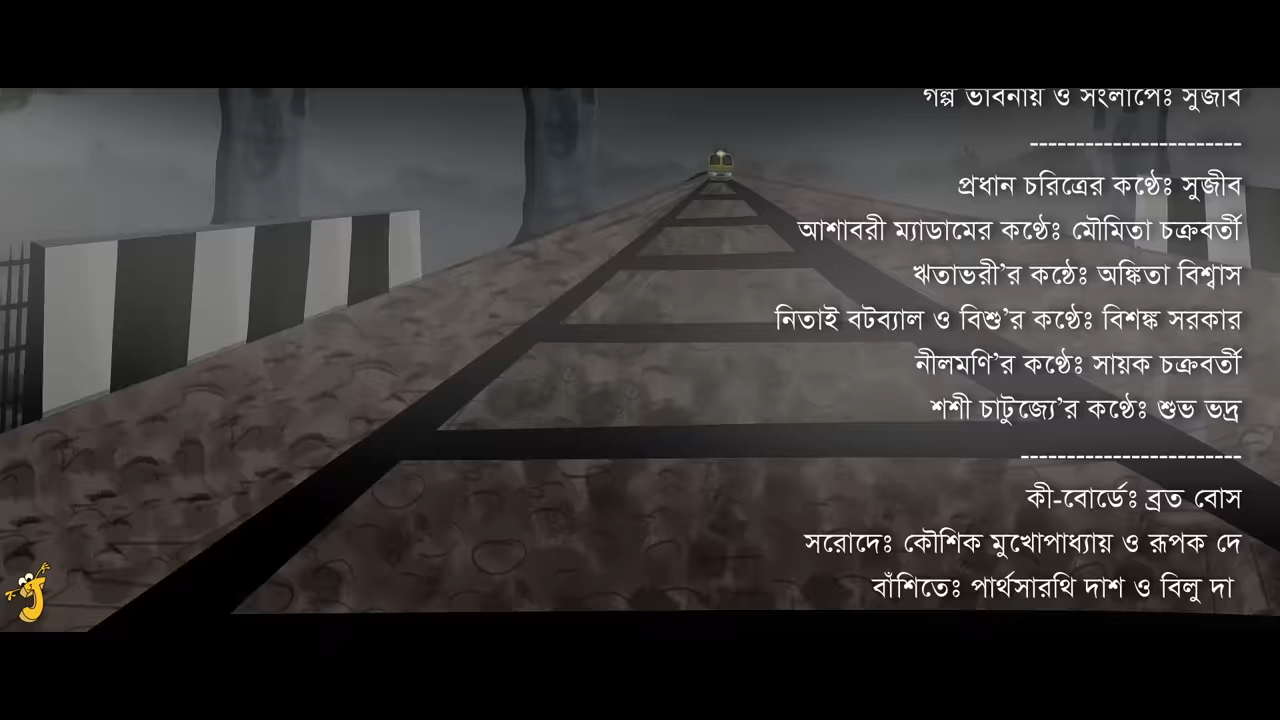 গল্প ভাবনায় ও সংলাপেঃ সুজীব
-----------------------
প্রধান চরিত্রের কণ্ঠেঃ সুজীব
আশাবরী ম্যাডামের কণ্ঠেঃ মৌমিতা চক্রবর্তী
ঋতাভরী’র কন্ঠেঃ অঙ্কিতা বিশ্বাস
নিতাই বটব্যাল ও বিশু’র কণ্ঠেঃ বিশঙ্ক সরকার
নীলমণি’র কণ্ঠেঃ সায়ক চক্রবর্তী
শশী চাটুজ্যে’র কণ্ঠেঃ শুভ ভদ্র
------------------------
কী-বোর্ডেঃ ব্রত বোস
সরোদেঃ কৌশিক মুখোপাধ্যায় ও রূপক দে
বাঁশিতেঃ পার্থসারথি দাশ ও বিলু দা